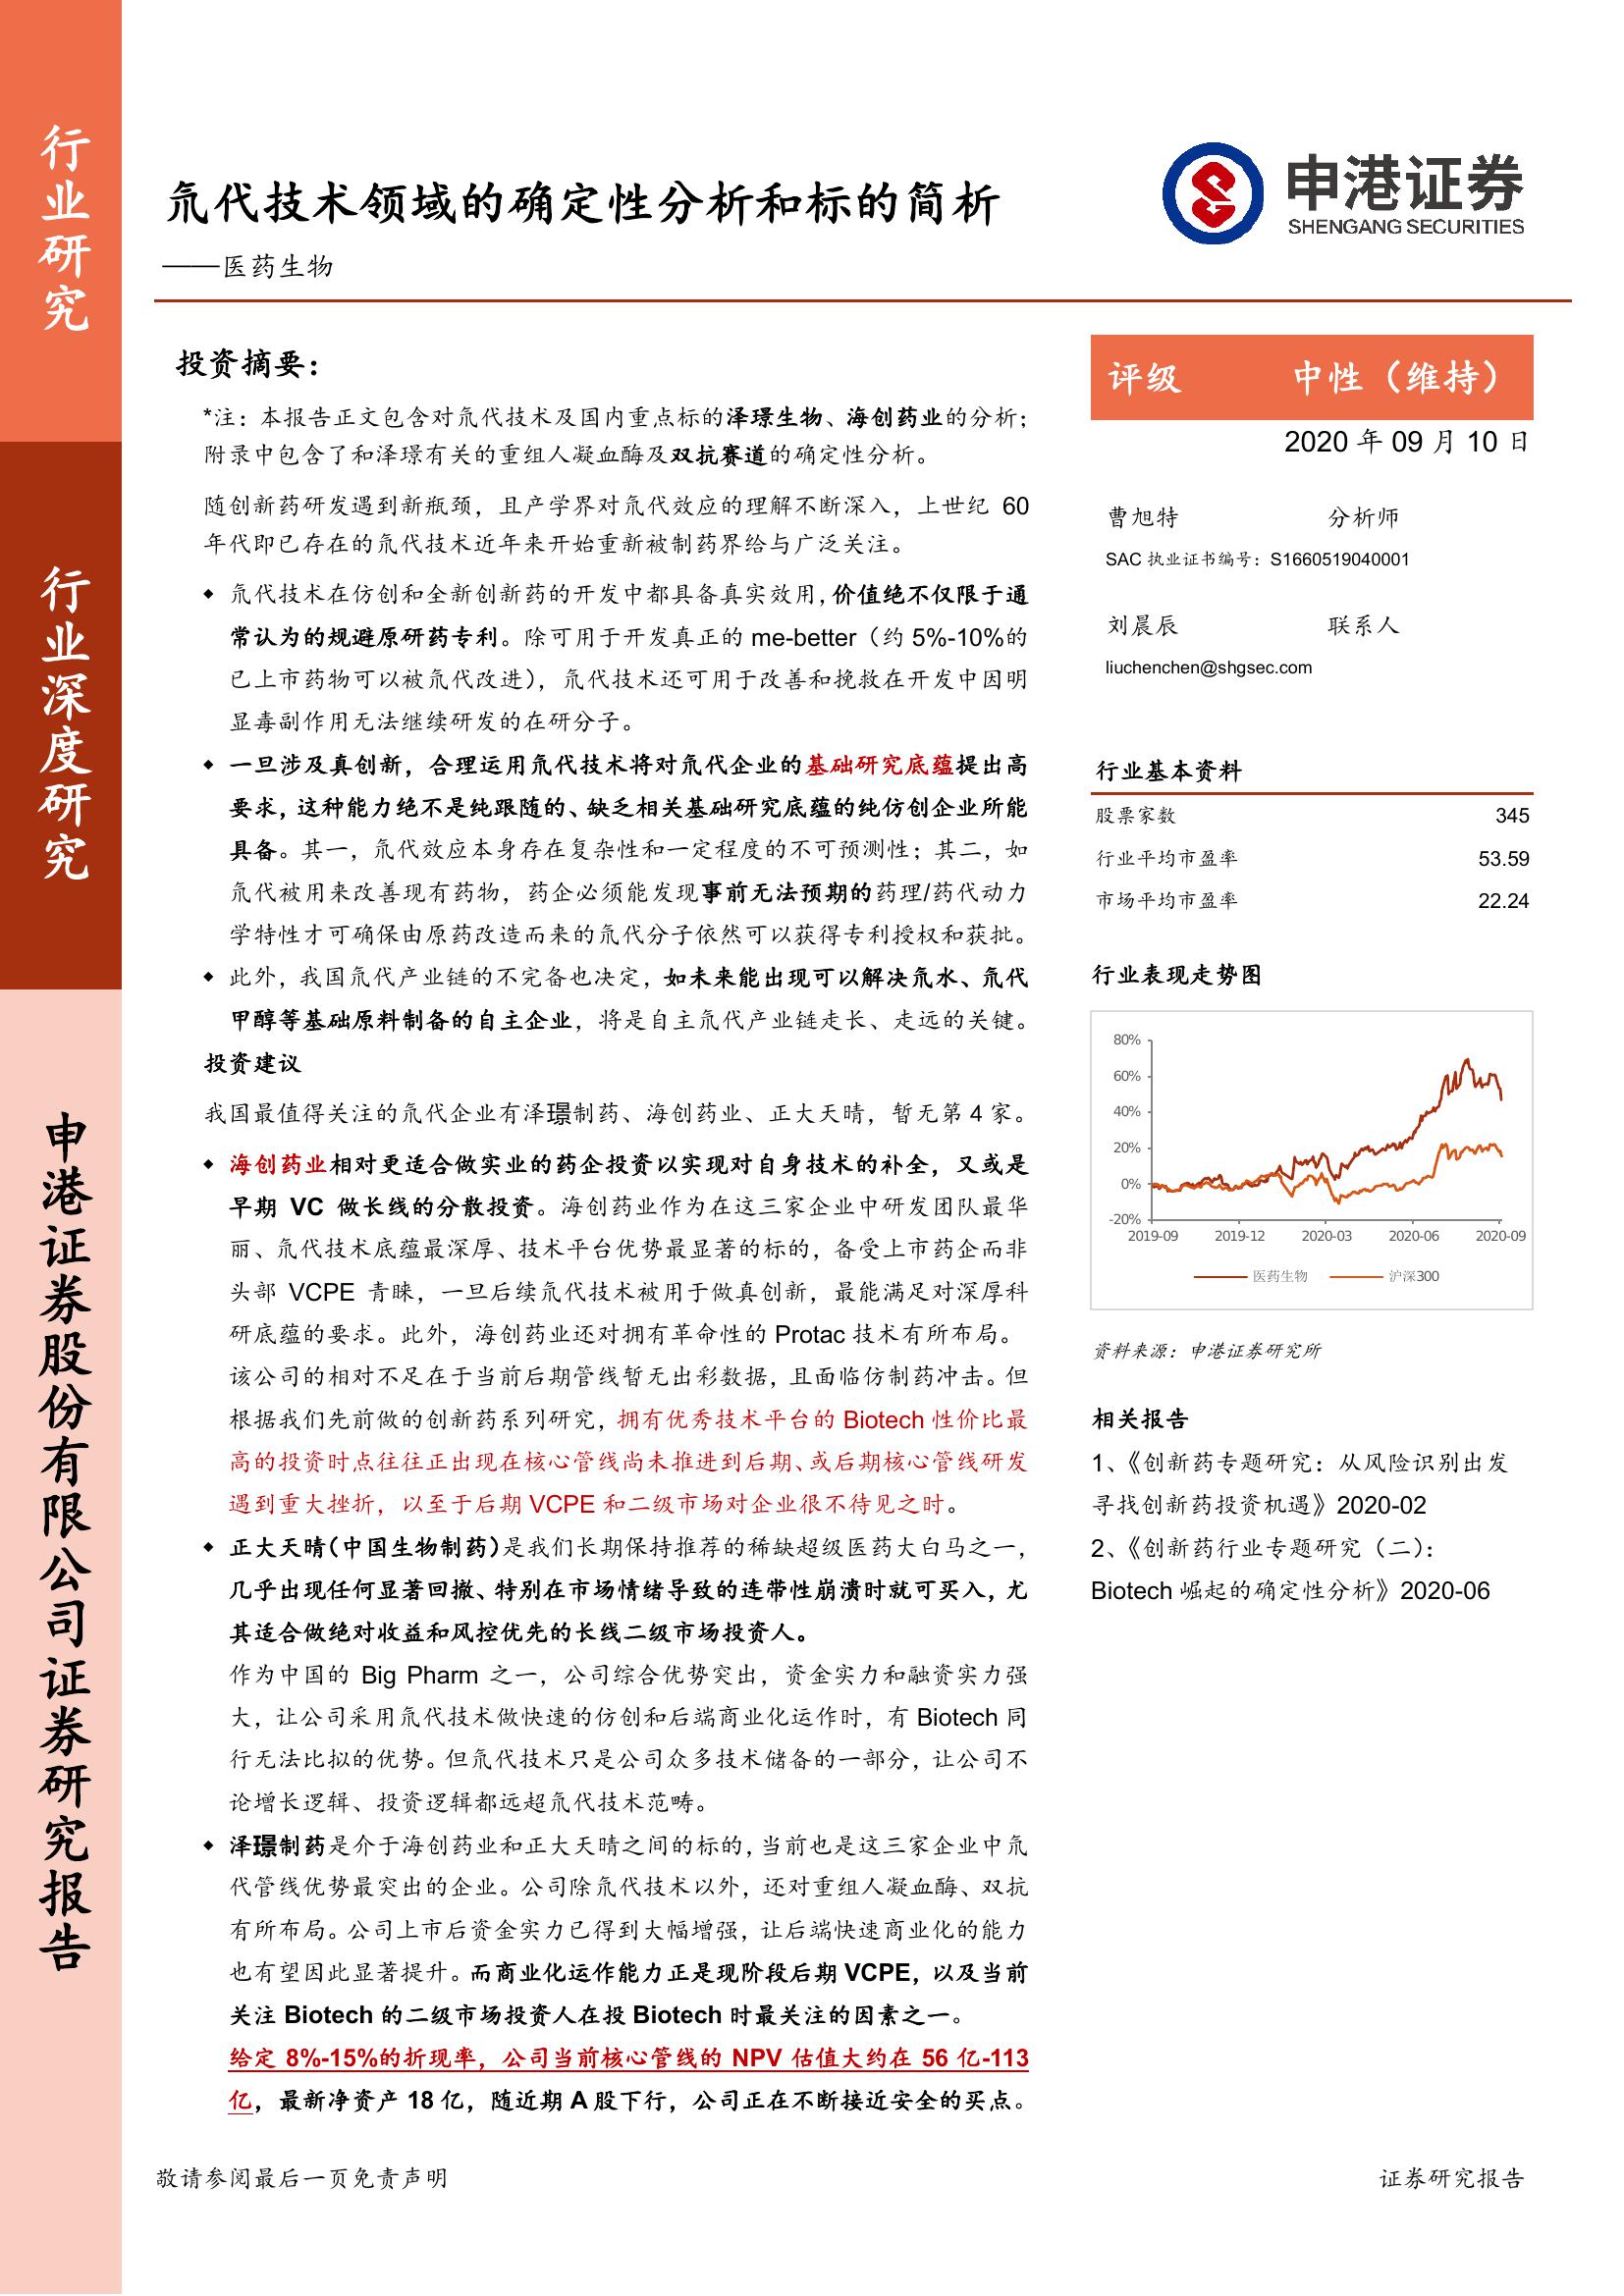 行业研究
行业深度研究
申港证券股份有限公司证券研究报告
氘代技术领域的确定性分析和标的简析
——医药生物
申港证券
SHENGANG SECURITIES
投资摘要：
*注：本报告正文包含对氘代技术及国内重点标的泽璟生物、海创药业的分析；
附录中包含了和泽璟有关的重组人凝血酶及双抗赛道的确定性分析。
随创新药研发遇到新瓶颈，且产学界对氘代效应的理解不断深入，上世纪 60
年代即已存在的氘代技术近年来开始重新被制药界给与广泛关注。
◆ 氘代技术在仿创和全新创新药的开发中都具备真实效用，价值绝不仅限于通
常认为的规避原研药专利。除可用于开发真正的 me-better（约 5%-10%的
已上市药物可以被氘代改进），氘代技术还可用于改善和挽救在开发中因明
显毒副作用无法继续研发的在研分子。
◆ 一旦涉及真创新，合理运用氘代技术将对氘代企业的基础研究底蕴提出高
要求，这种能力绝不是纯跟随的、缺乏相关基础研究底蕴的纯仿创企业所能
具备。其一，氘代效应本身存在复杂性和一定程度的不可预测性；其二，如
氘代被用来改善现有药物，药企必须能发现事前无法预期的药理/药代动力
学特性才可确保由原药改造而来的氘代分子依然可以获得专利授权和获批。
◆ 此外，我国氘代产业链的不完备也决定，如未来能出现可以解决氘水、氘代
甲醇等基础原料制备的自主企业，将是自主氘代产业链走长、走远的关键。
投资建议
我国最值得关注的氘代企业有泽璟制药、海创药业、正大天晴，暂无第 4 家。
◆ 海创药业相对更适合做实业的药企投资以实现对自身技术的补全，又或是
早期 VC 做长线的分散投资。海创药业作为在这三家企业中研发团队最华
丽、氘代技术底蕴最深厚、技术平台优势最显著的标的，备受上市药企而非
头部 VCPE 青睐，一旦后续氘代技术被用于做真创新，最能满足对深厚科
研底蕴的要求。此外，海创药业还对拥有革命性的 Protac 技术有所布局。
该公司的相对不足在于当前后期管线暂无出彩数据，且面临仿制药冲击。但
根据我们先前做的创新药系列研究，拥有优秀技术平台的 Biotech 性价比最
高的投资时点往往正出现在核心管线尚未推进到后期、或后期核心管线研发
遇到重大挫折，以至于后期 VCPE 和二级市场对企业很不待见之时。
◆ 正大天晴（中国生物制药）是我们长期保持推荐的稀缺超级医药大白马之一，
几乎出现任何显著回撤、特别在市场情绪导致的连带性崩溃时就可买入，尤
其适合做绝对收益和风控优先的长线二级市场投资人。
作为中国的 Big Pharm 之一，公司综合优势突出，资金实力和融资实力强
大，让公司采用氘代技术做快速的仿创和后端商业化运作时，有 Biotech 同
行无法比拟的优势。但氘代技术只是公司众多技术储备的一部分，让公司不
论增长逻辑、投资逻辑都远超氘代技术范畴。
◆ 泽璟制药是介于海创药业和正大天晴之间的标的，当前也是这三家企业中氘
代管线优势最突出的企业。公司除氘代技术以外，还对重组人凝血酶、双抗
有所布局。公司上市后资金实力已得到大幅增强，让后端快速商业化的能力
也有望因此显著提升。而商业化运作能力正是现阶段后期 VCPE，以及当前
关注 Biotech 的二级市场投资人在投 Biotech 时最关注的因素之一。
给定 8%-15%的折现率，公司当前核心管线的 NPV 估值大约在 56 亿-113
亿，最新净资产 18 亿，随近期 A 股下行，公司正在不断接近安全的买点。
评级 中性（维持）
2020 年 09 月 10 日
曹旭特 分析师
SAC 执业证书编号：S1660519040001
刘晨辰 联系人
liuchenchen@shgsec.com
行业基本资料
股票家数 345
行业平均市盈率 53.59
市场平均市盈率 22.24
行业表现走势图
80%
60%
40%
20%
0%
-20%
2019-09 2019-12 2020-03 2020-06 2020-09
医药生物 沪深300
资料来源：申港证券研究所
相关报告
1、《创新药专题研究：从风险识别出发
寻找创新药投资机遇》2020-02
2、《创新药行业专题研究（二）：
Biotech 崛起的确定性分析》2020-06
敬请参阅最后一页免责声明 证券研究报告